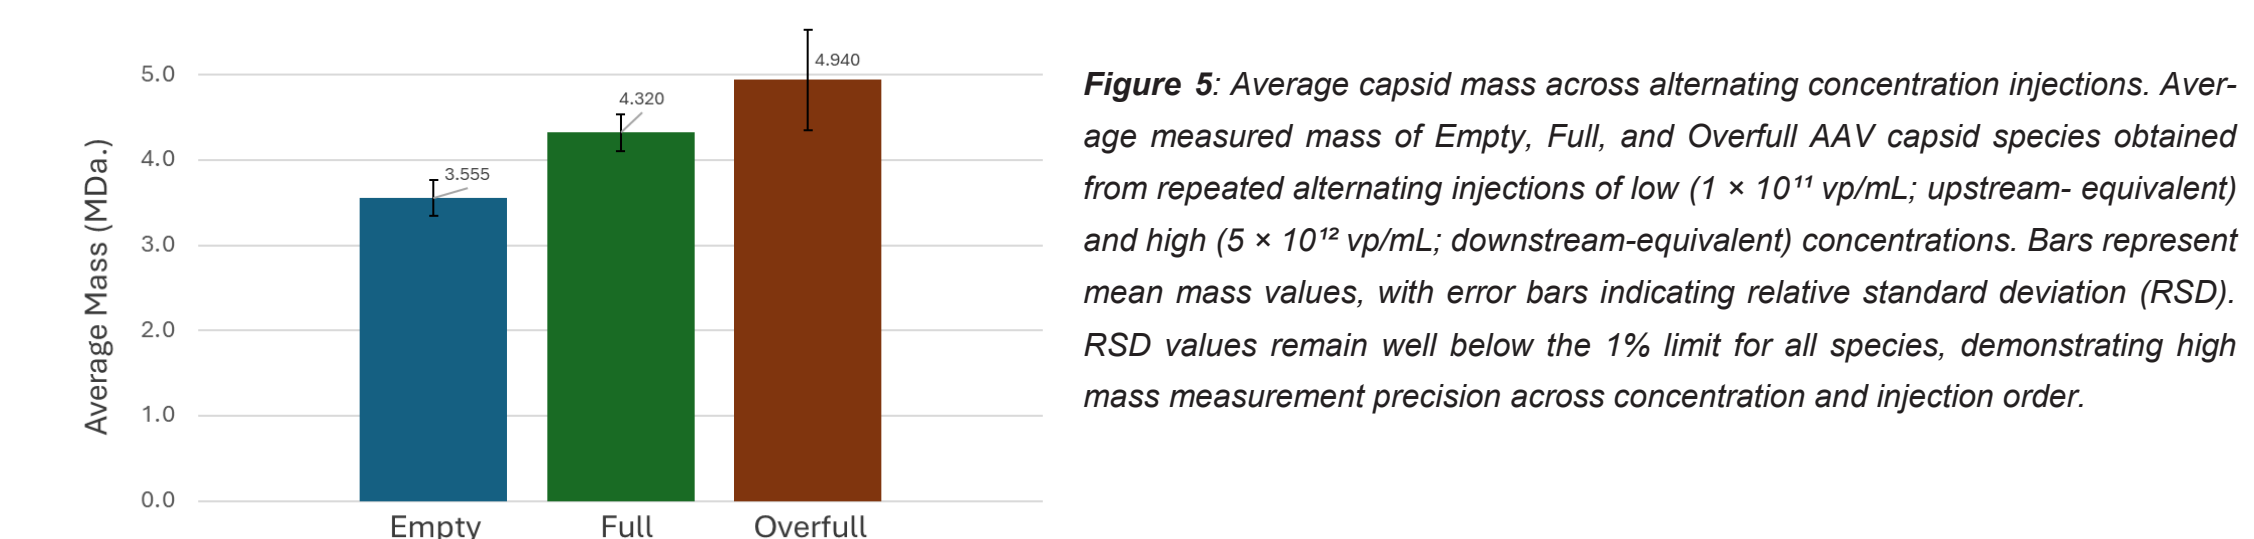 5.0
4.0
3.0
2.0
1.0
0.0
Average Mass (MDa.)
3.555
4.320
4.940
Empty
Full
Overfull
Figure 5: Average capsid mass across alternating concentration injections. Aver-
age measured mass of Empty, Full, and Overfull AAV capsid species obtained
from repeated alternating injections of low (1 × 10¹¹ vp/mL; upstream- equivalent)
and high (5 × 10¹² vp/mL; downstream-equivalent) concentrations. Bars represent
mean mass values, with error bars indicating relative standard deviation (RSD).
RSD values remain well below the 1% limit for all species, demonstrating high
mass measurement precision across concentration and injection order.